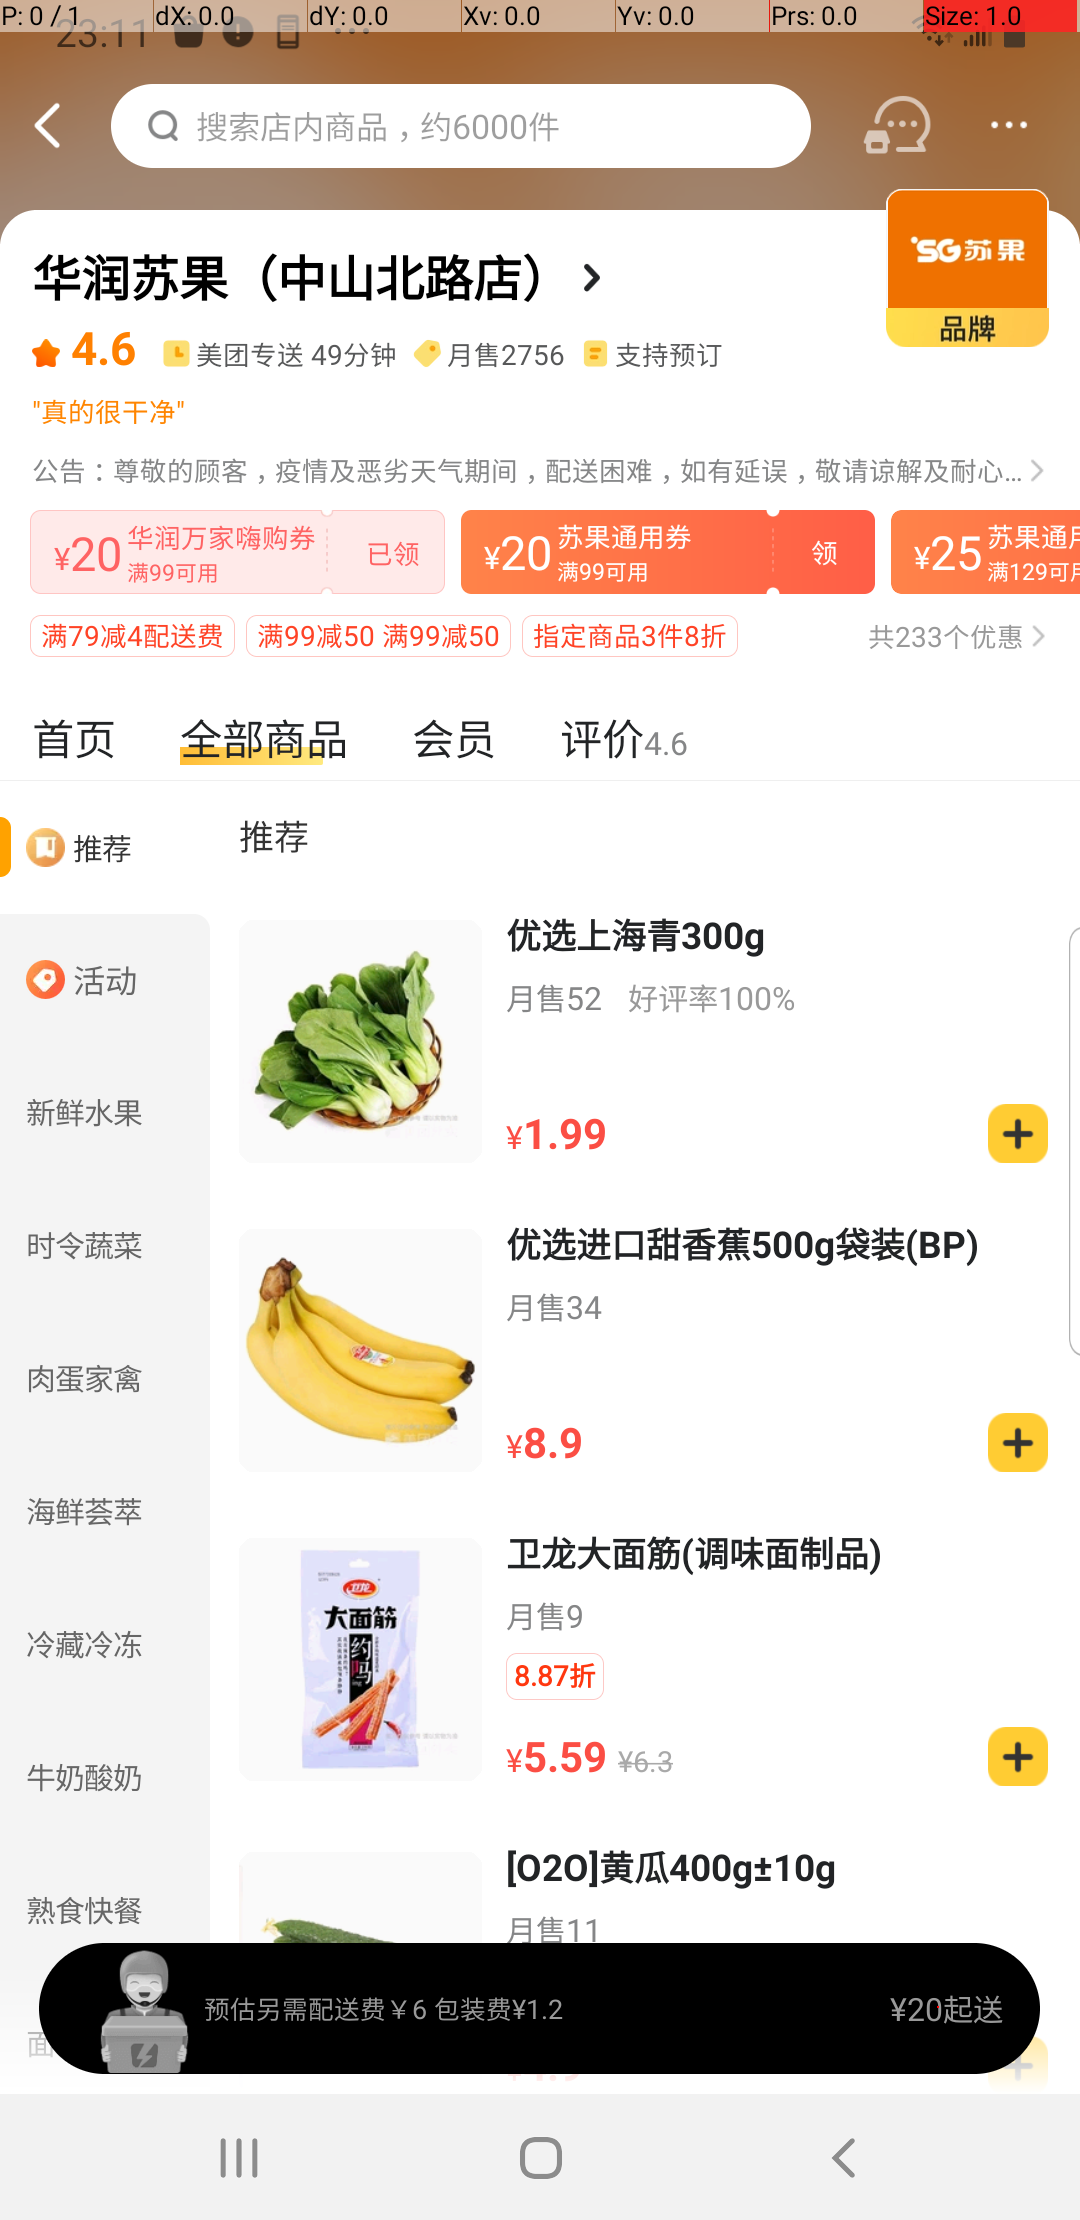 P: 0 / 1 dX: 0.0 dY: 0.0 Xv: 0.0 Yv: 0.0 Prs: 0.0 Size: 1.0
23:11
搜索店内商品，约6000件
华润苏果（中山北路店）
SG苏果
品牌
4.6 美团专送 49分钟 月售2756 支持预订
"真的很干净"
公告：尊敬的顾客，疫情及恶劣天气期间，配送困难，如有延误，敬请谅解及耐心...
¥20 华润万家嗨购券 满99可用 已领
¥20 苏果通用券 满99可用 领
¥25 苏果通用 满129可用
满79减4配送费 满99减50 满99减50 指定商品3件8折 共233个优惠
首页 全部商品 会员 评价4.6
推荐
活动
新鲜水果
时令蔬菜
肉蛋家禽
海鲜荟萃
冷藏冷冻
牛奶酸奶
熟食快餐
面
推荐
优选上海青300g
月售52 好评率100%
¥1.99
优选进口甜香蕉500g袋装(BP)
月售34
¥8.9
卫龙
大面筋
约吗
卫龙大面筋(调味面制品)
月售9
8.87折
¥5.59 ¥6.3
[O2O]黄瓜400g±10g
月售11
预估另需配送费￥6 包装费¥1.2
¥20起送